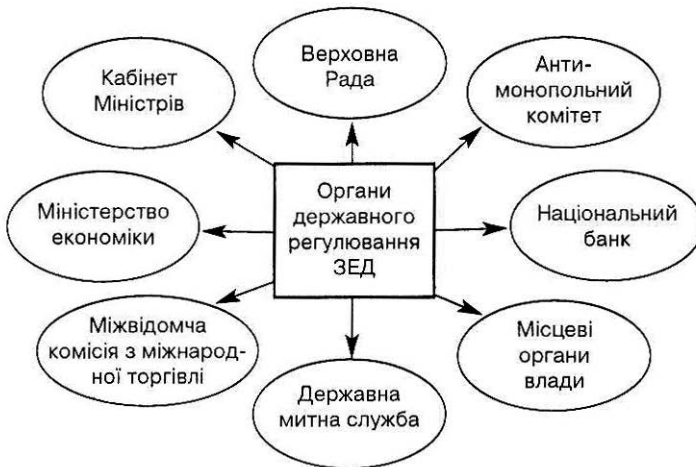 Верховна
Рада
Кабінет
Міністрів
Анти-
монопольний
комітет
Органи
державного
регулювання
ЗЕД
Міністерство
економіки
Національний
банк
Міжвідомча
комісія з міжнарод-
ної торгівлі
Місцеві
органи
влади
Державна
митна служба